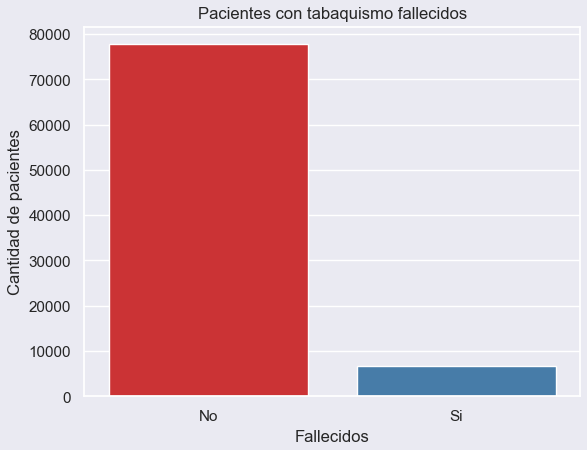 Pacientes con tabaquismo fallecidos
Cantidad de pacientes
80000
70000
60000
50000
40000
30000
20000
10000
0
No
Si
Fallecidos